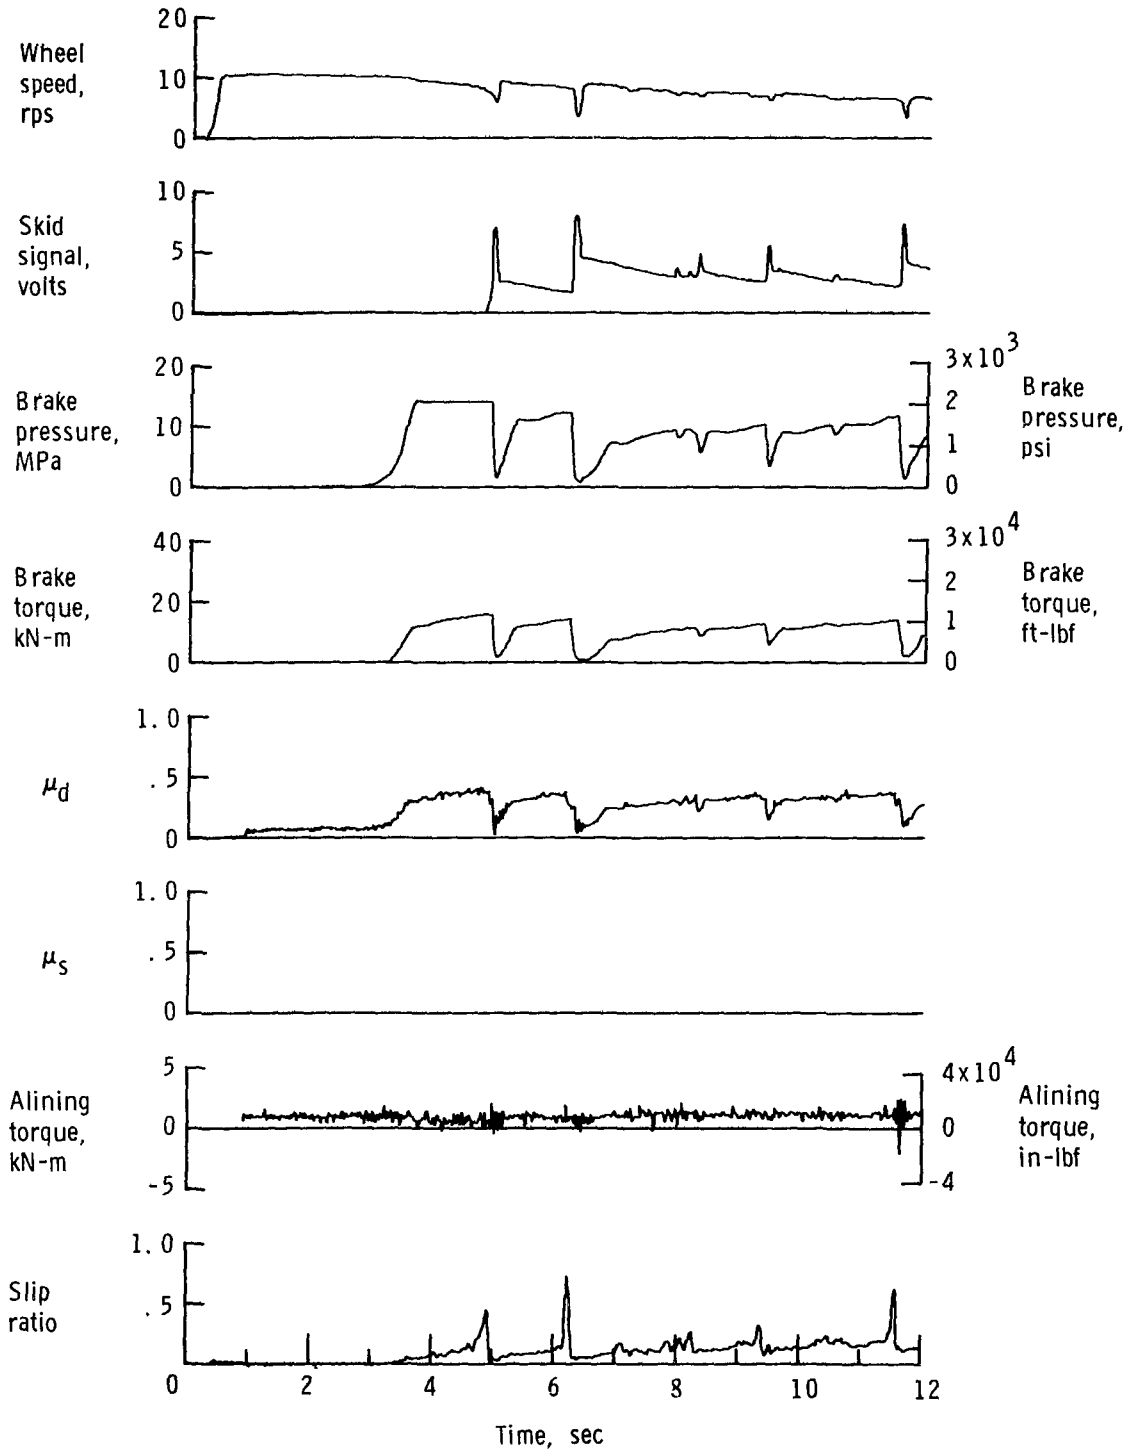 20
Wheel
speed,
rps
10
0
10
Skid
signal,
volts
5
0
20
Brake
pressure,
MPa
10
0
3x10^3
2
1
0
Brake
pressure,
psi
40
Brake
torque,
kN-m
20
0
3x10^4
2
1
0
Brake
torque,
ft-lbf
1.0
μd
.5
0
1.0
μs
.5
0
5
Alining
torque,
kN-m
0
-5
4x10^4
0
-4
Alining
torque,
in-lbf
1.0
Slip
ratio
.5
0 2 4 6 8 10 12
Time, sec